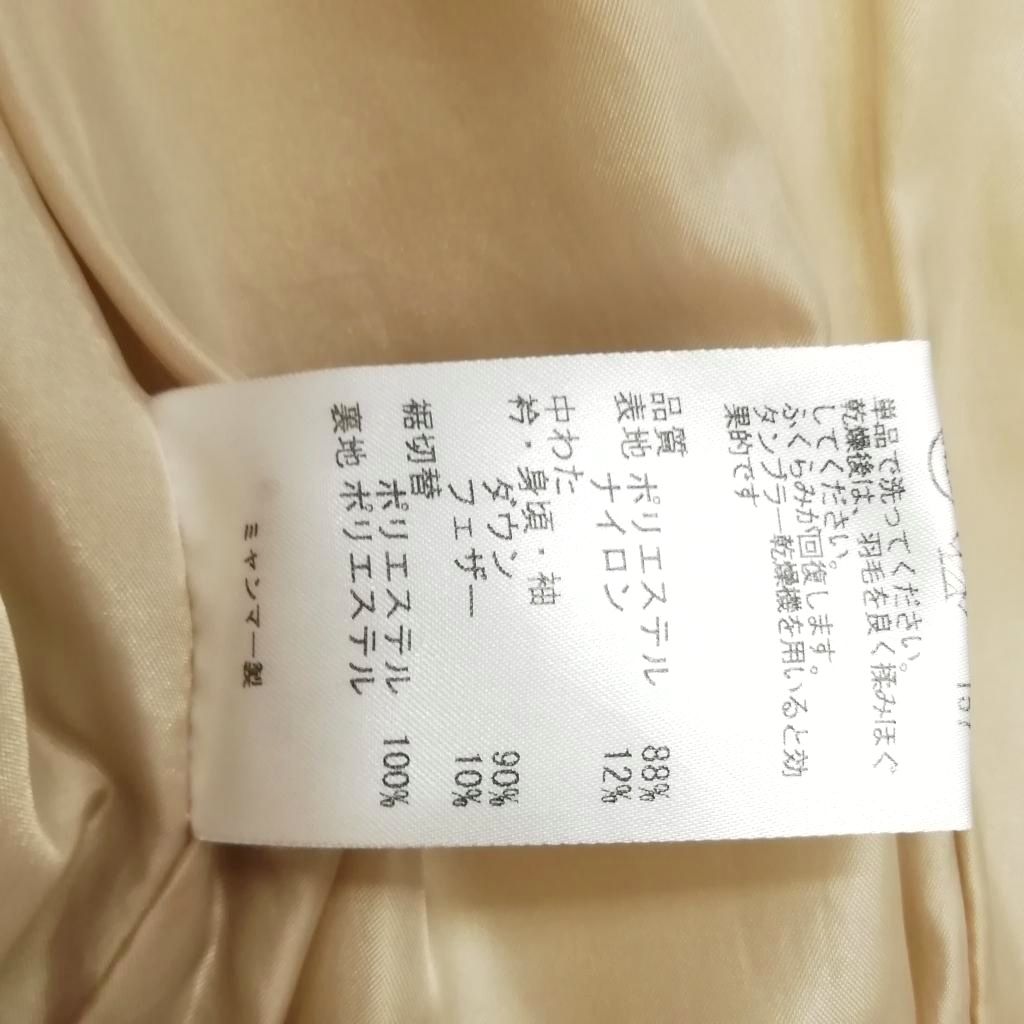 単品で洗ってください。
乾燥後は、羽毛を良く揉みほぐ
してください。
ふくらみが回復します。
タンブラー乾燥機を用いると効
果的です
品質
表地 ポリエステル 88%
ナイロン 12%
中わた
衿・身頃・袖
ダウン 90%
フェザー 10%
裾切替
ポリエステル 100%
裏地 ポリエステル
ミャンマー製